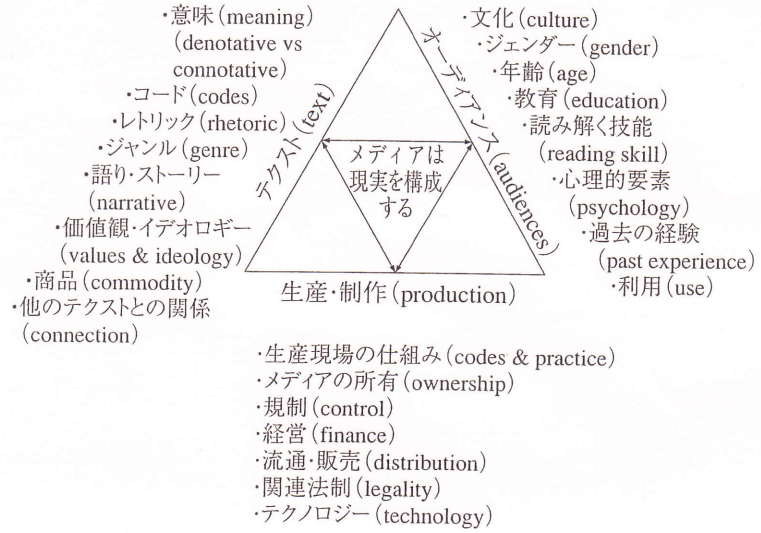 ・意味(meaning)
(denotative vs
connotative)
・コード(codes)
・レトリック(rhetoric)
・ジャンル(genre)
・語り・ストーリー
(narrative)
・価値観・イデオロギー
(values & ideology)
・商品(commodity)
・他のテクストとの関係
(connection)
テクスト(text)
メディアは
現実を構成
する
オーディアンス(audiences)
・文化(culture)
・ジェンダー(gender)
・年齢(age)
・教育(education)
・読み解く技能
(reading skill)
・心理的要素
(psychology)
・過去の経験
(past experience)
・利用(use)
生産・制作(production)
・生産現場の仕組み(codes & practice)
・メディアの所有(ownership)
・規制(control)
・経営(finance)
・流通・販売(distribution)
・関連法制(legality)
・テクノロジー(technology)